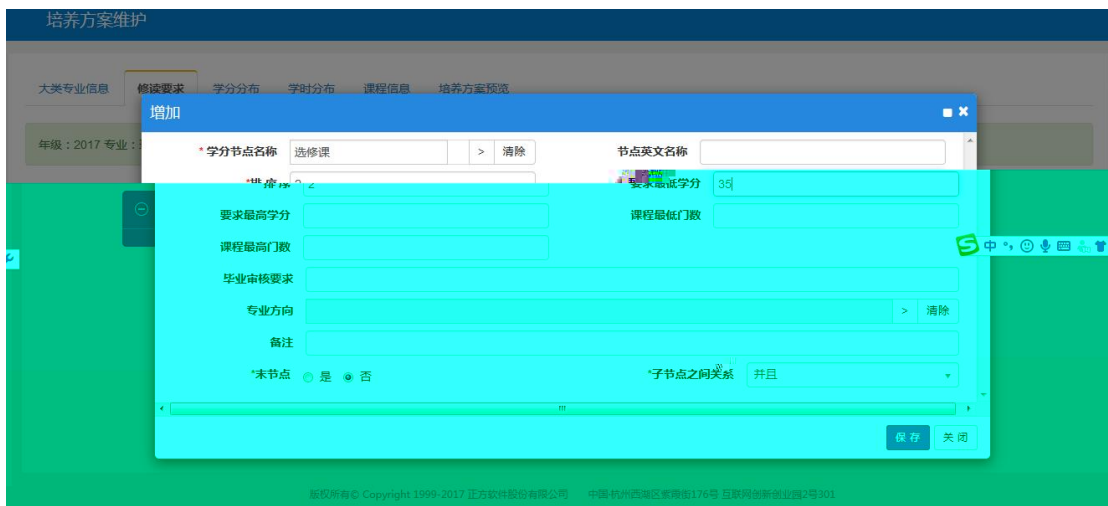 培养方案维护
大类专业信息 修读要求 学分分布 学时分布 课程信息 培养方案预览
增加
年级：2017 专业：
*学分节点名称 选修课 > 清除 节点英文名称
要求最低学分 35
要求最高学分 课程最低门数
课程最高门数
中
毕业审核要求
专业方向 > 清除
备注
*末节点 是 否 *子节点之间关系 并且
保存 关闭
版权所有© Copyright 1999-2017 正方软件股份有限公司 中国·杭州西湖区紫霞街176号 互联网创新创业园2号301